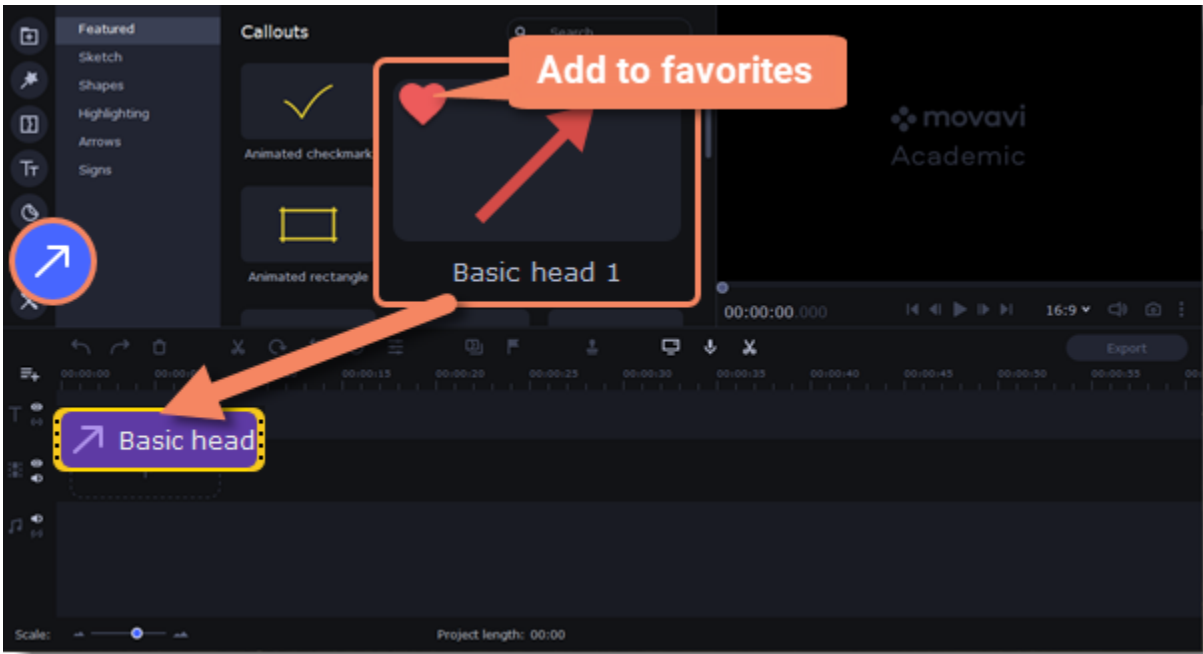 Featured
Sketch
Shapes
Highlighting
Arrows
Signs
Callouts
Search
Add to favorites
Animated checkmark
Animated rectangle
Basic head 1
movavi
Academic
00:00:00.000
16:9
Export
00:00:00
00:00:15
00:00:20
00:00:25
00:00:30
00:00:35
00:00:40
00:00:45
00:00:50
00:00:55
Basic head
Scale:
Project length: 00:00